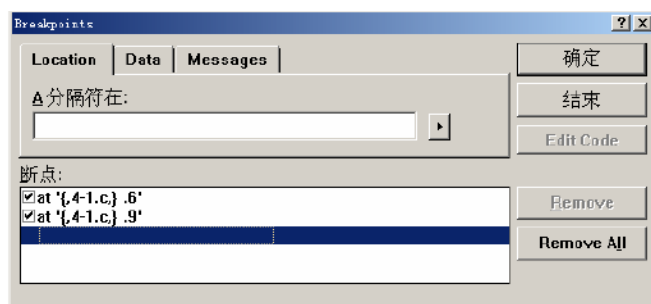 Breakpoints
Location
Data
Messages
A分隔符在:
断点:
at '{,4-1.c,} .6'
at '{,4-1.c,} .9'
确定
结束
Edit Code
Remove
Remove All